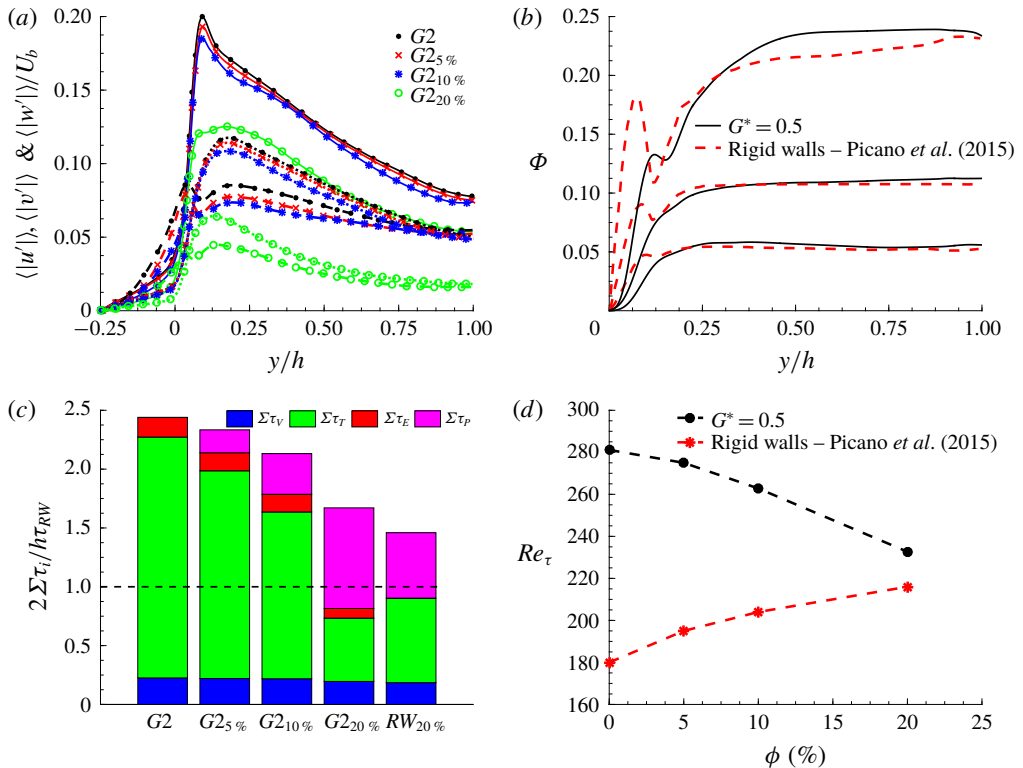 (a)
⟨|u′|⟩, ⟨|v′|⟩ & ⟨|w′|⟩/U_b
0.20
0.15
0.10
0.05
0
−0.25
0
0.25
0.50
0.75
1.00
y/h
G2
G2_{5 %}
G2_{10 %}
G2_{20 %}
(b)
Φ
0.25
0.20
0.25
0.10
0.05
0
0.25
0.50
0.75
1.00
y/h
G* = 0.5
Rigid walls – Picano et al. (2015)
(c)
2 Στ_i/hτ_{RW}
2.5
2.0
1.5
1.0
0.5
0
Στ_V Στ_T Στ_E Στ_P
G2 G2_{5 %} G2_{10 %} G2_{20 %} RW_{20 %}
(d)
Re_τ
300
280
260
240
220
200
180
160
0
5
10
15
20
25
ϕ (%)
G* = 0.5
Rigid walls – Picano et al. (2015)